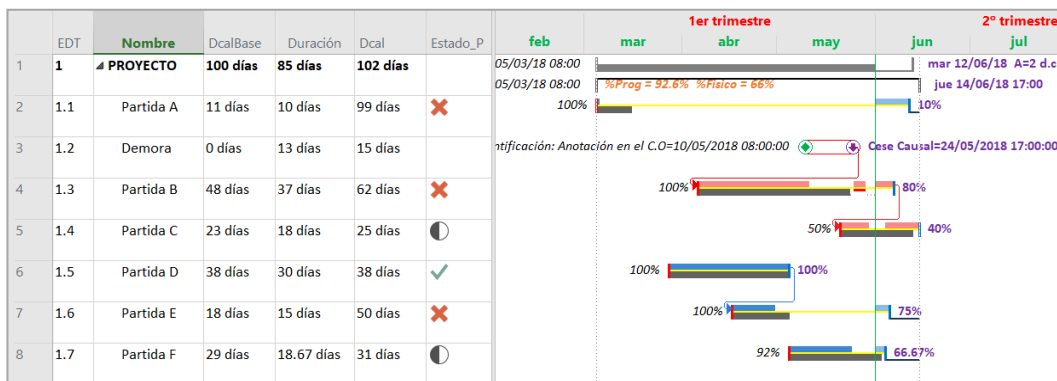 1er trimestre 2º trimestre
EDT Nombre DcalBase Duración Dcal Estado_P feb mar abr may jun jul
1 1 PROYECTO 100 días 85 días 102 días 05/03/18 08:00 mar 12/06/18 A=2 d.c
05/03/18 08:00 %Prog = 92.6% %Físico = 66% jue 14/06/18 17:00
2 1.1 Partida A 11 días 10 días 99 días 100% 10%
3 1.2 Demora 0 días 13 días 15 días ntificación: Anotación en el C.O=10/05/2018 08:00:00 Cese Causal=24/05/2018 17:00:00
4 1.3 Partida B 48 días 37 días 62 días 100% 80%
5 1.4 Partida C 23 días 18 días 25 días 50% 40%
6 1.5 Partida D 38 días 30 días 38 días 100% 100%
7 1.6 Partida E 18 días 15 días 50 días 100% 75%
8 1.7 Partida F 29 días 18.67 días 31 días 92% 66.67%